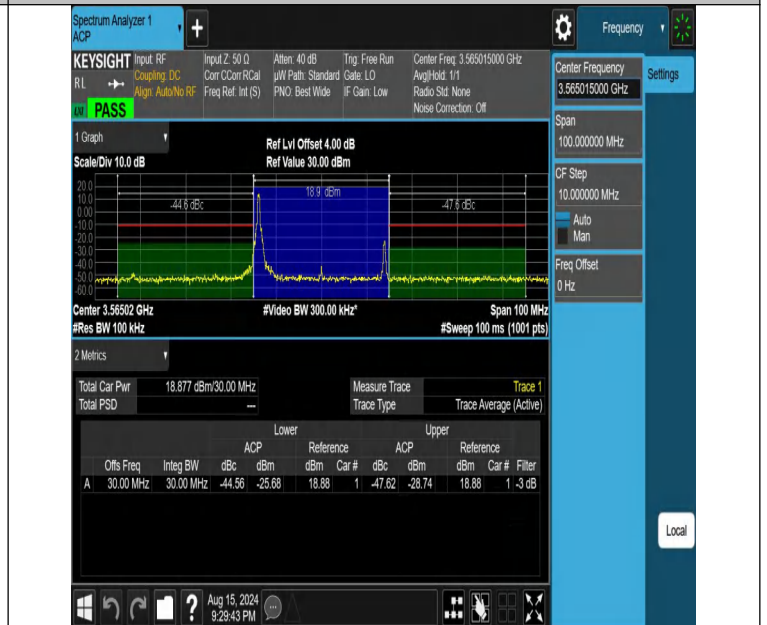 Spectrum Analyzer 1
ACP
Frequency
KEYSIGHT Input: RF Input Z: 50 Ω Atten: 40 dB Trig: Free Run Center Freq: 3.565015000 GHz
RL Coupling: DC Corr CCorr RCal µW Path: Standard Gate: LO Avg|Hold: 1/1
Align: Auto/No RF Freq Ref: Int (S) PNO: Best Wide IF Gain: Low Radio Std: None
PASS Noise Correction: Off
Center Frequency
3.565015000 GHz
Settings
Span
100.000000 MHz
CF Step
10.000000 MHz
Auto
Man
Freq Offset
0 Hz
Local
1 Graph
Ref Lvl Offset 4.00 dB
Scale/Div 10.0 dB Ref Value 30.00 dBm
20.0
10.0
0.00
-10.0
-20.0
-30.0
-40.0
-50.0
-60.0
-44.6 dBc 18.9 dBm -47.6 dBc
Center 3.56502 GHz #Video BW 300.00 kHz* Span 100 MHz
#Res BW 100 kHz #Sweep 100 ms (1001 pts)
2 Metrics
Total Car Pwr 18.877 dBm/30.00 MHz Measure Trace Trace 1
Total PSD --- Trace Type Trace Average (Active)
Lower Upper
ACP Reference ACP Reference
Offs Freq Integ BW dBc dBm dBm Car # dBc dBm dBm Car # Filter
A 30.00 MHz 30.00 MHz -44.56 -25.68 18.88 1 -47.62 -28.74 18.88 1 -3 dB
Aug 15, 2024
9:29:43 PM